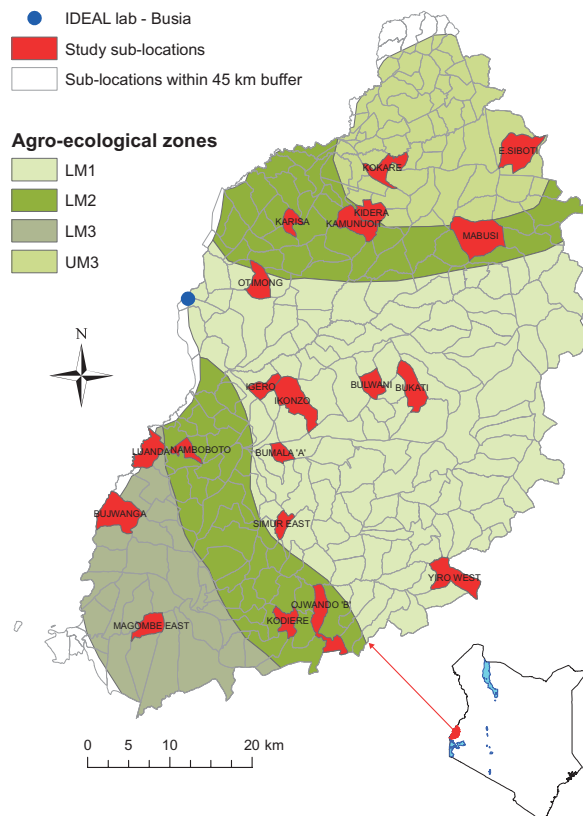 IDEAL lab - Busia
Study sub-locations
Sub-locations within 45 km buffer
Agro-ecological zones
LM1
LM2
LM3
UM3
E.SIBOTI
KOKARE
KIDERA
KARISA
KAMUNUOIT
MABUSI
OTIMONG
N
IGERO
IKONZO
BULWANI
BUKATI
LUANDA
NAMBOBOTO
BUMALA 'A'
BUJWANGA
SIMUR EAST
YIRO WEST
OJWANDO 'B'
KODIERE
MAGOMBE EAST
0 5 10 20 km